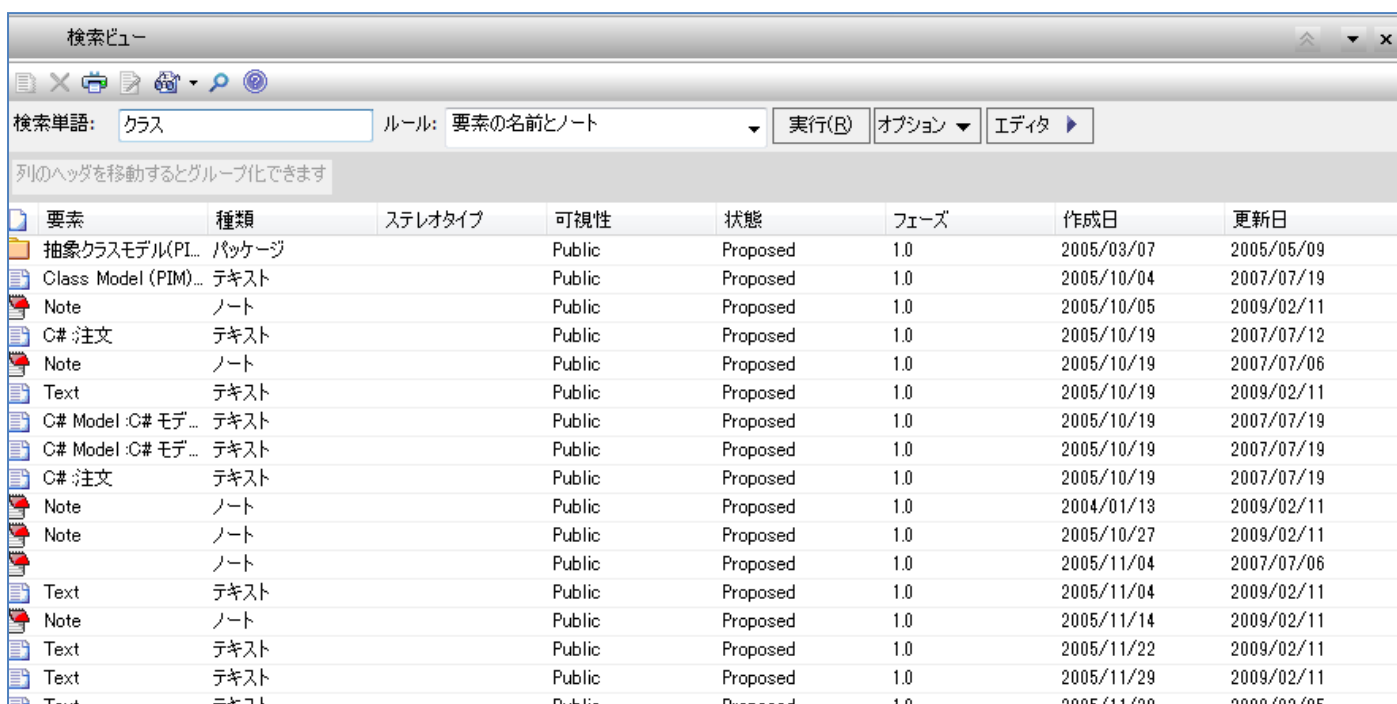 検索ビュー
検索単語: クラス ルール: 要素の名前とノート 実行(R) オプション エディタ
列のヘッダを移動するとグループ化できます
要素 種類 ステレオタイプ 可視性 状態 フェーズ 作成日 更新日
抽象クラスモデル(PI... パッケージ Public Proposed 1.0 2005/03/07 2005/05/09
Class Model (PIM)... テキスト Public Proposed 1.0 2005/10/04 2007/07/19
Note ノート Public Proposed 1.0 2005/10/05 2009/02/11
C# :注文 テキスト Public Proposed 1.0 2005/10/19 2007/07/12
Note ノート Public Proposed 1.0 2005/10/19 2007/07/06
Text テキスト Public Proposed 1.0 2005/10/19 2009/02/11
C# Model :C# モデ... テキスト Public Proposed 1.0 2005/10/19 2007/07/19
C# Model :C# モデ... テキスト Public Proposed 1.0 2005/10/19 2007/07/19
C# :注文 テキスト Public Proposed 1.0 2005/10/19 2007/07/19
Note ノート Public Proposed 1.0 2004/01/13 2009/02/11
Note ノート Public Proposed 1.0 2005/10/27 2009/02/11
ノート Public Proposed 1.0 2005/11/04 2007/07/06
Text テキスト Public Proposed 1.0 2005/11/04 2009/02/11
Note ノート Public Proposed 1.0 2005/11/14 2009/02/11
Text テキスト Public Proposed 1.0 2005/11/22 2009/02/11
Text テキスト Public Proposed 1.0 2005/11/29 2009/02/11
Text テキスト Public Proposed 1.0